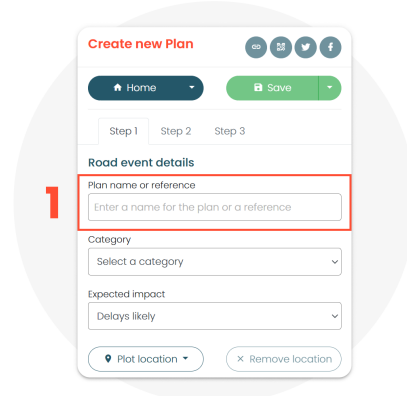 Create new Plan
Home
Save
Step 1 Step 2 Step 3
Road event details
1
Plan name or reference
Enter a name for the plan or a reference
Category
Select a category
Expected impact
Delays likely
Plot location
× Remove location